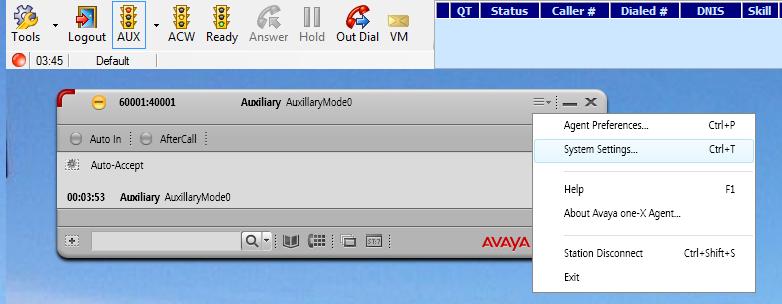 QT Status Caller # Dialed # DNIS Skill
Tools Logout AUX ACW Ready Answer Hold Out Dial VM
03:45 Default
60001:40001 Auxiliary AuxillaryMode0
Auto In AfterCall
Auto-Accept
00:03:53 Auxiliary AuxillaryMode0
AVAYA
Agent Preferences... Ctrl+P
System Settings... Ctrl+T
Help F1
About Avaya one-X Agent...
Station Disconnect Ctrl+Shift+S
Exit